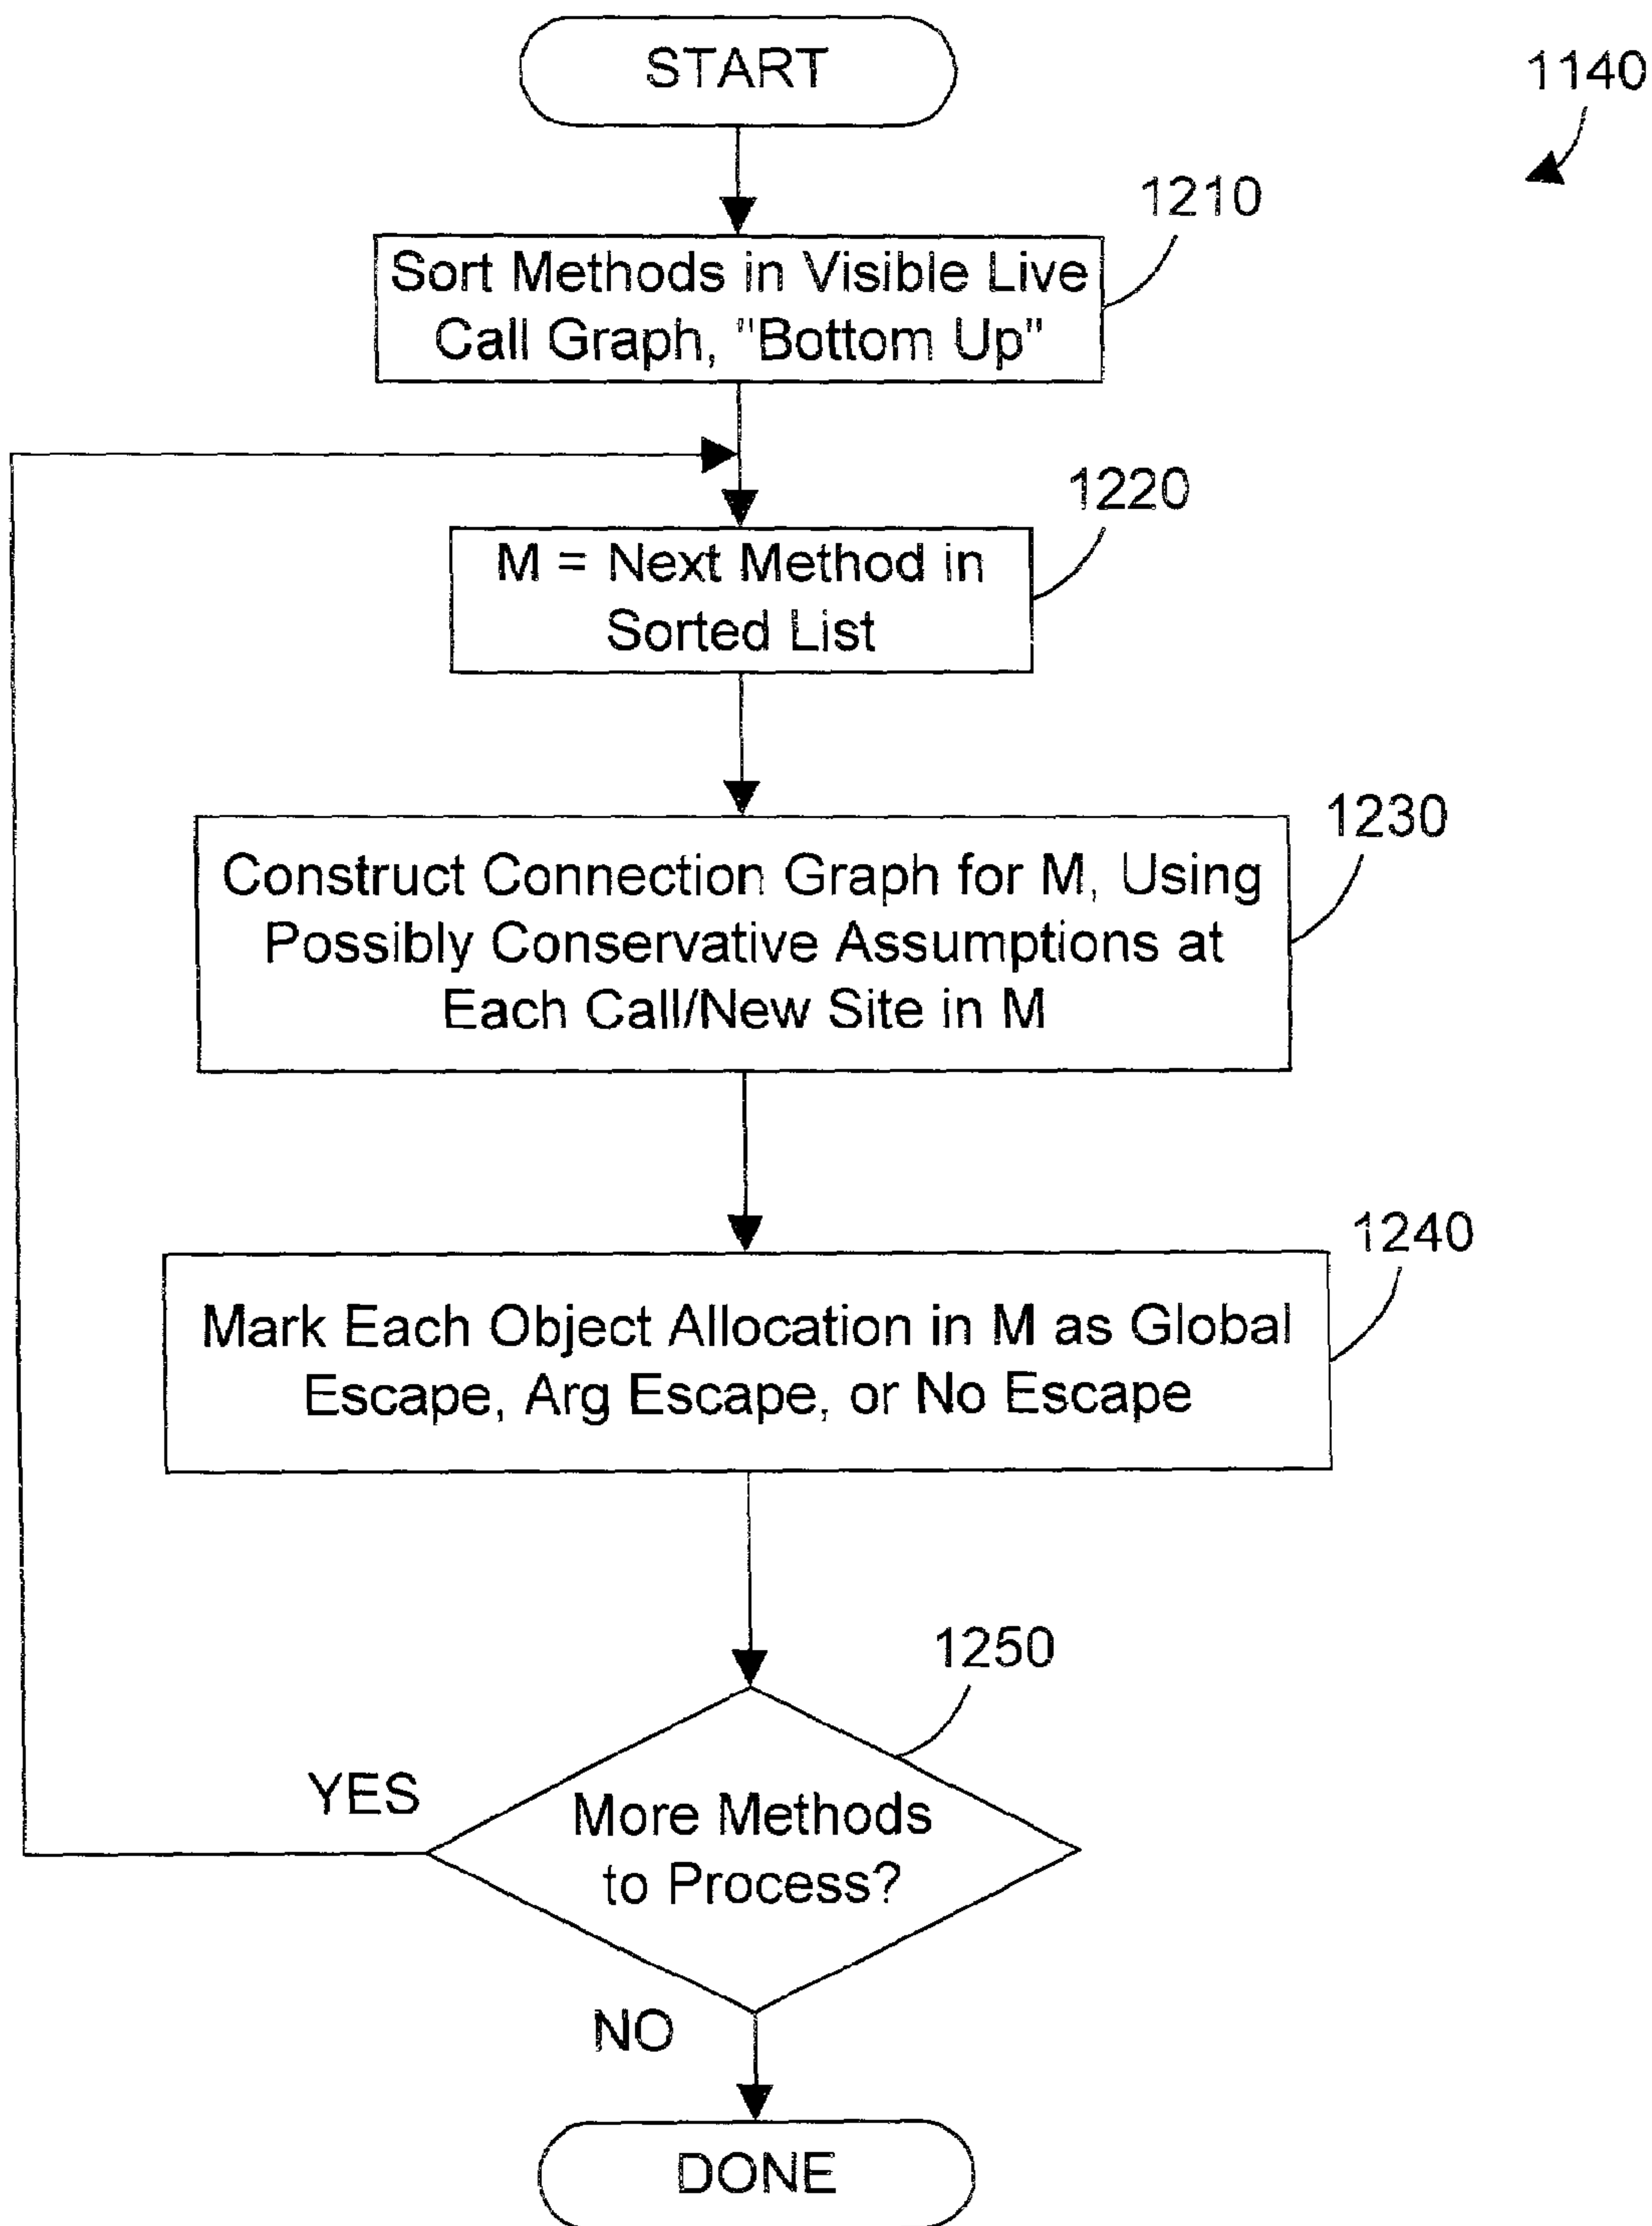 START
1140
1210
Sort Methods in Visible Live
Call Graph, "Bottom Up"
1220
M = Next Method in
Sorted List
1230
Construct Connection Graph for M, Using
Possibly Conservative Assumptions at
Each Call/New Site in M
1240
Mark Each Object Allocation in M as Global
Escape, Arg Escape, or No Escape
1250
YES
More Methods
to Process?
NO
DONE